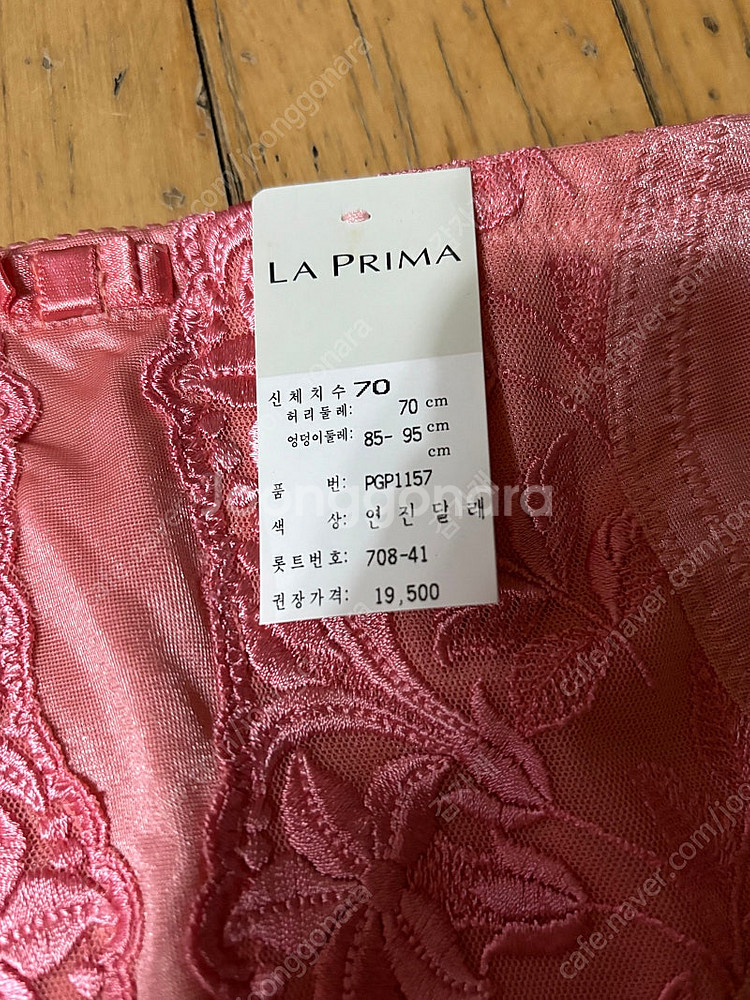 LA PRIMA
신체치수 70
허리둘레: 70 cm
엉덩이둘레: 85- 95 cm
cm
품 번: PGP1157
색 상: 연진달래
롯트번호: 708-41
권장가격: 19,500
Joonggonara
cafe.naver.com/joonggonara